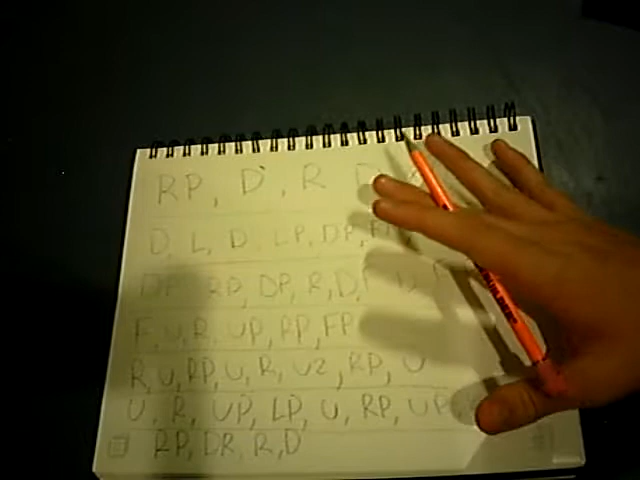 RP, D, R
D, L, D, LP, DP, F
DP, RP, DP, R, D,
F, U, R, UP, RP, FP
R, U, RP, U, R, U2, RP, U
U, R, UP, LP, U, RP, UP,
RP, DR, R, D